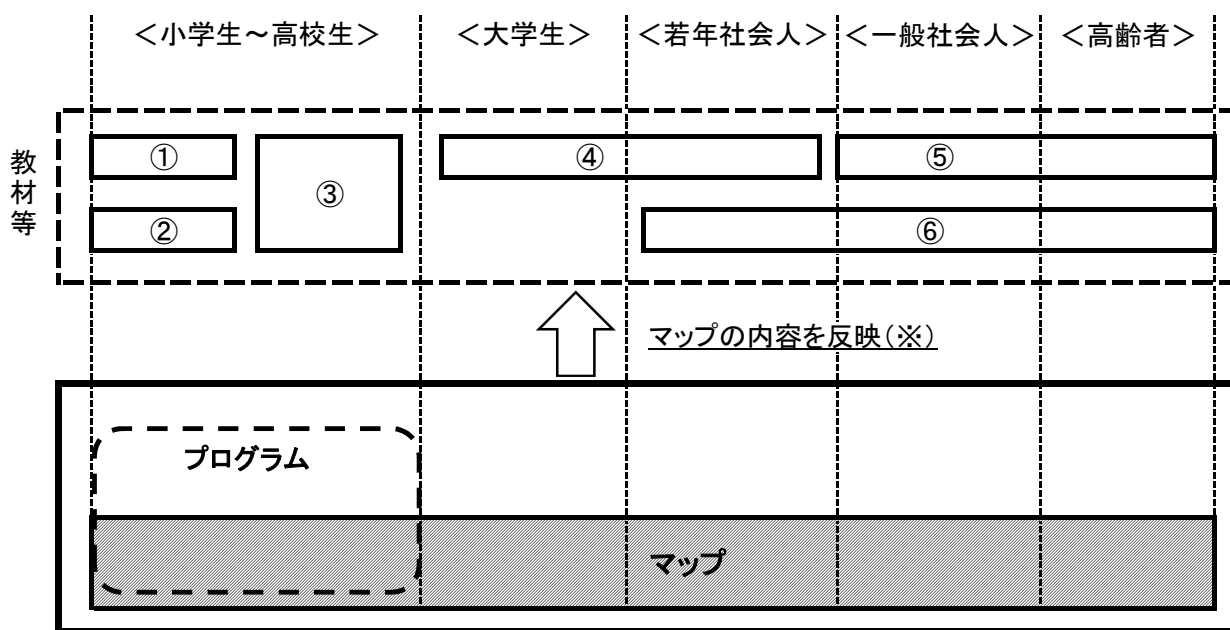 ＜小学生～高校生＞ ＜大学生＞ ＜若年社会人＞ ＜一般社会人＞ ＜高齢者＞
教材等
① ④ ⑤
③
② ⑥
マップの内容を反映(※)
プログラム
マップ